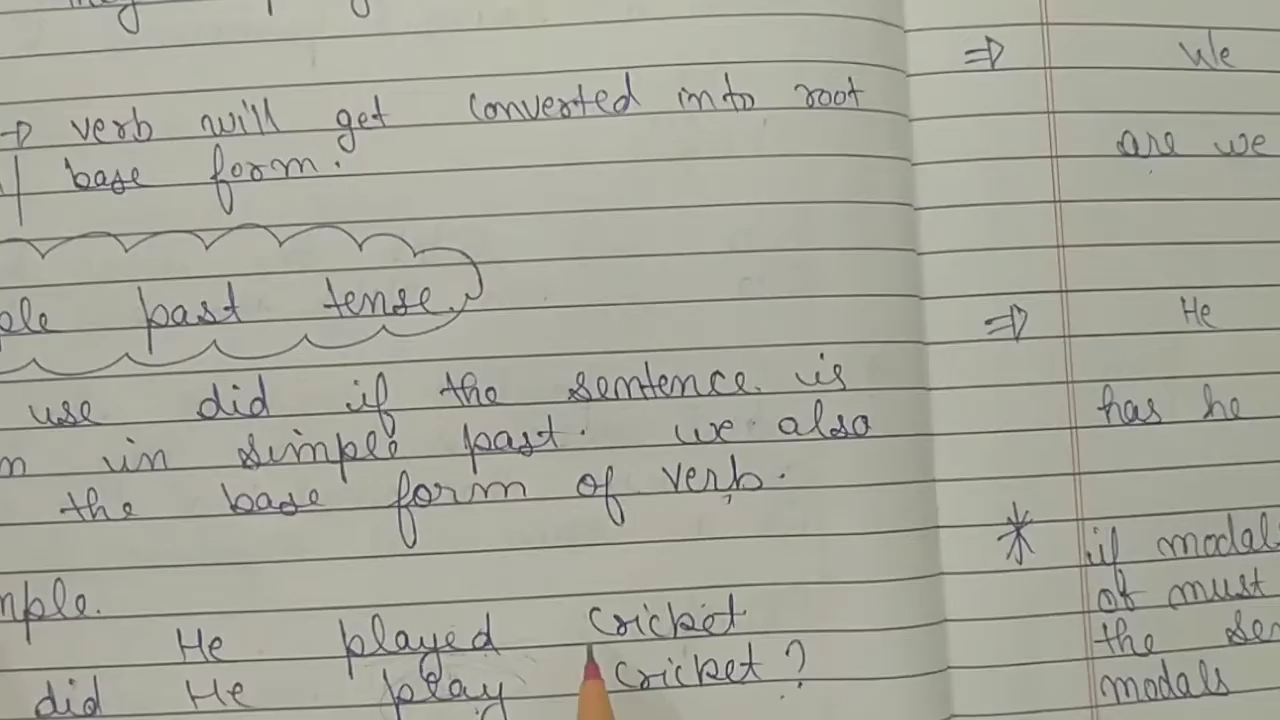 → verb will get converted into root
base form.
past tense.
use did if the sentence is
in simple past. we also
the base form of verb.
He played cricket
did He play cricket?
⇒ We
are we
⇒ He
has he
* if modal
of must
the
modals